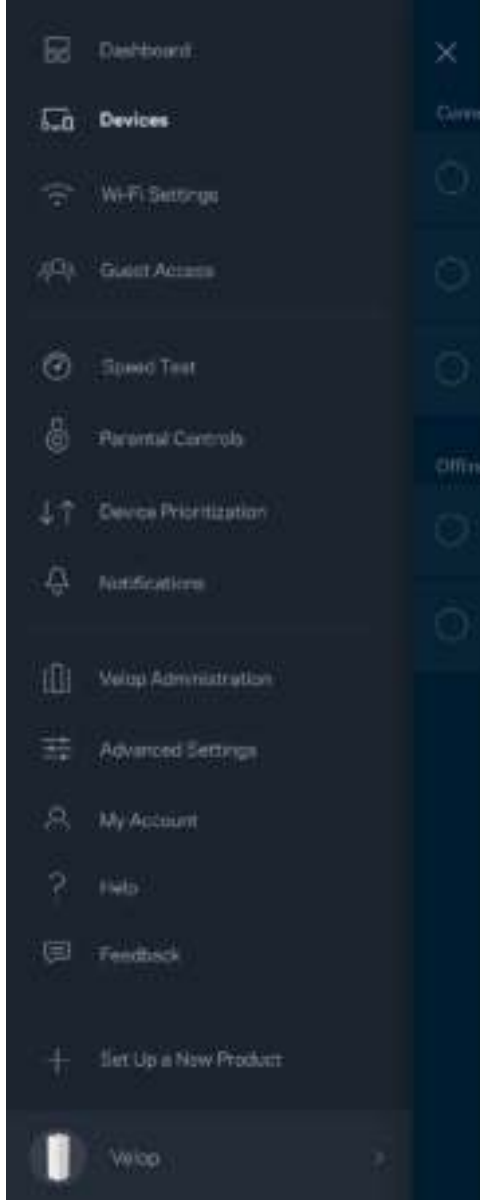 Dashboard
Devices
Wi-Fi Settings
Guest Access
Speed Test
Parental Controls
Device Prioritization
Notifications
Velop Administration
Advanced Settings
My Account
Help
Feedback
Set Up a New Product
Velop